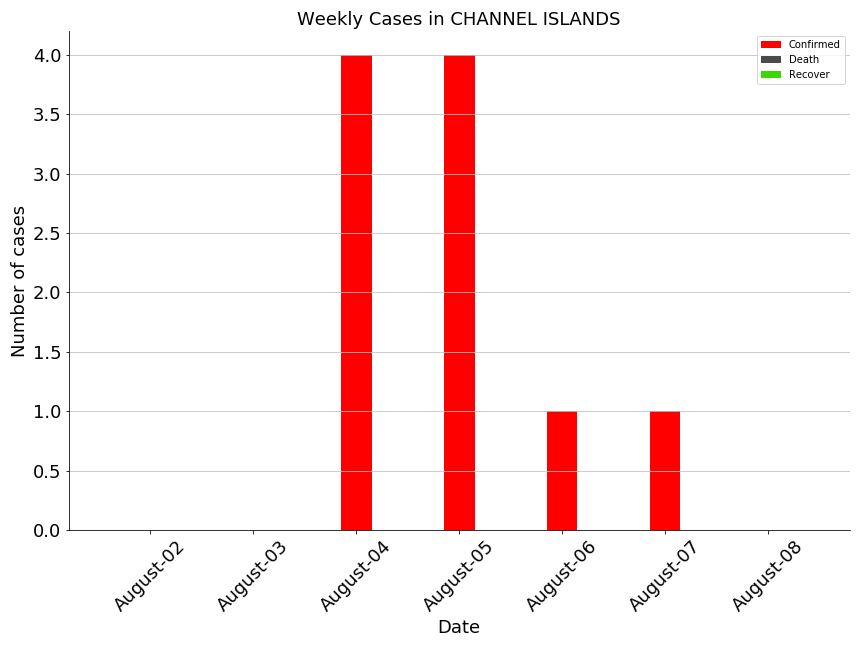 Weekly Cases in CHANNEL ISLANDS
Confirmed
Death
Recover
Number of cases
4.0
3.5
3.0
2.5
2.0
1.5
1.0
0.5
0.0
August-02
August-03
August-04
August-05
August-06
August-07
August-08
Date